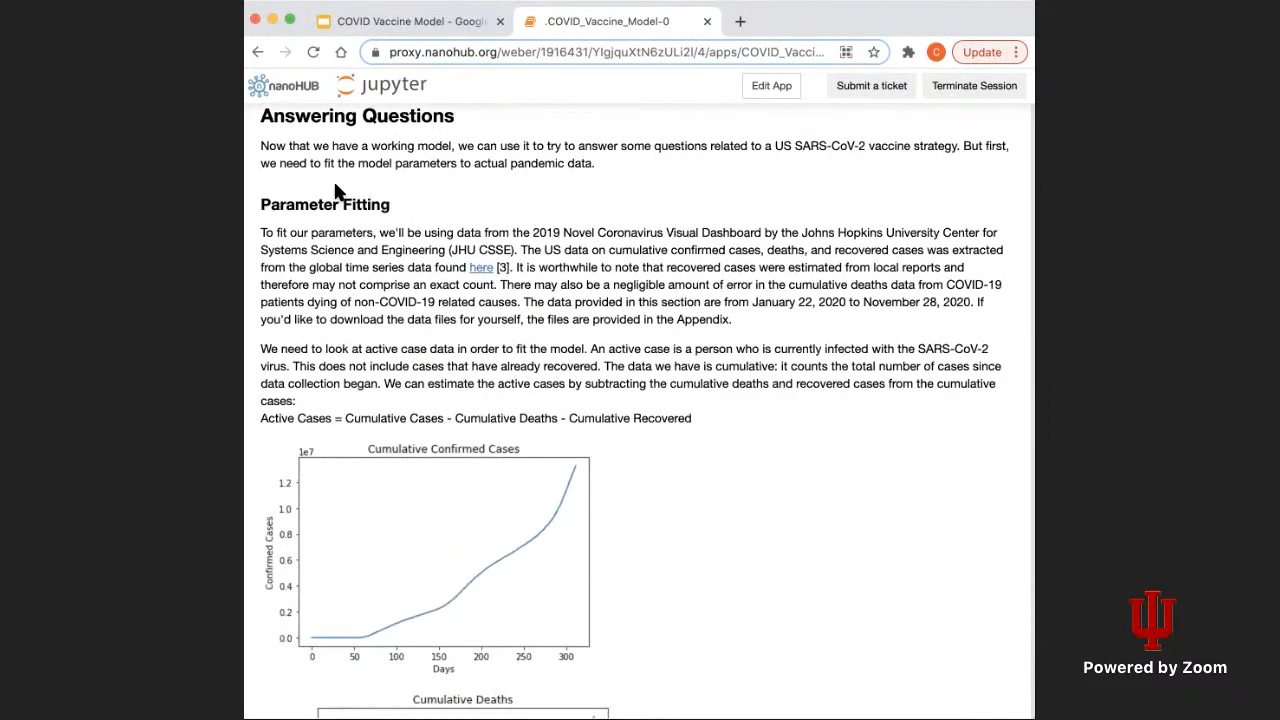 COVID Vaccine Model - Googl
.COVID_Vaccine_Model-0
proxy.nanohub.org/weber/1916431/YIgjquXtN6zULi2l/4/apps/COVID_Vacci...
C
Update
nanoHUB
jupyter
Edit App
Submit a ticket
Terminate Session
Answering Questions
Now that we have a working model, we can use it to try to answer some questions related to a US SARS-CoV-2 vaccine strategy. But first,
we need to fit the model parameters to actual pandemic data.
Parameter Fitting
To fit our parameters, we'll be using data from the 2019 Novel Coronavirus Visual Dashboard by the Johns Hopkins University Center for
Systems Science and Engineering (JHU CSSE). The US data on cumulative confirmed cases, deaths, and recovered cases was extracted
from the global time series data found here [3]. It is worthwhile to note that recovered cases were estimated from local reports and
therefore may not comprise an exact count. There may also be a negligible amount of error in the cumulative deaths data from COVID-19
patients dying of non-COVID-19 related causes. The data provided in this section are from January 22, 2020 to November 28, 2020. If
you'd like to download the data files for yourself, the files are provided in the Appendix.
We need to look at active case data in order to fit the model. An active case is a person who is currently infected with the SARS-CoV-2
virus. This does not include cases that have already recovered. The data we have is cumulative: it counts the total number of cases since
data collection began. We can estimate the active cases by subtracting the cumulative deaths and recovered cases from the cumulative
cases:
Active Cases = Cumulative Cases - Cumulative Deaths - Cumulative Recovered
Cumulative Confirmed Cases
1e7
1.2
1.0
0.8
0.6
0.4
0.2
0.0
Confirmed Cases
0 50 100 150 200 250 300
Days
Cumulative Deaths
Powered by Zoom